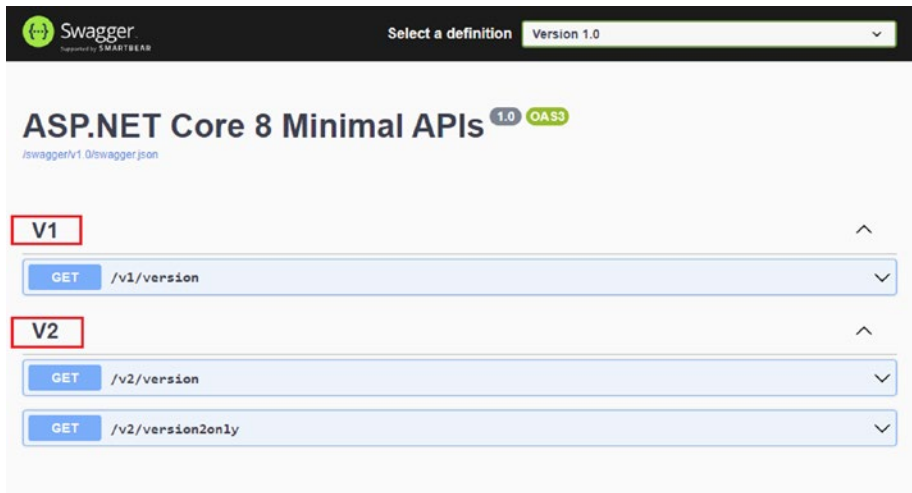 Swagger.
Supported by SMARTBEAR
Select a definition
Version 1.0
ASP.NET Core 8 Minimal APIs 1.0 OAS3
/swagger/v1.0/swagger.json
V1
GET /v1/version
V2
GET /v2/version
GET /v2/version2only